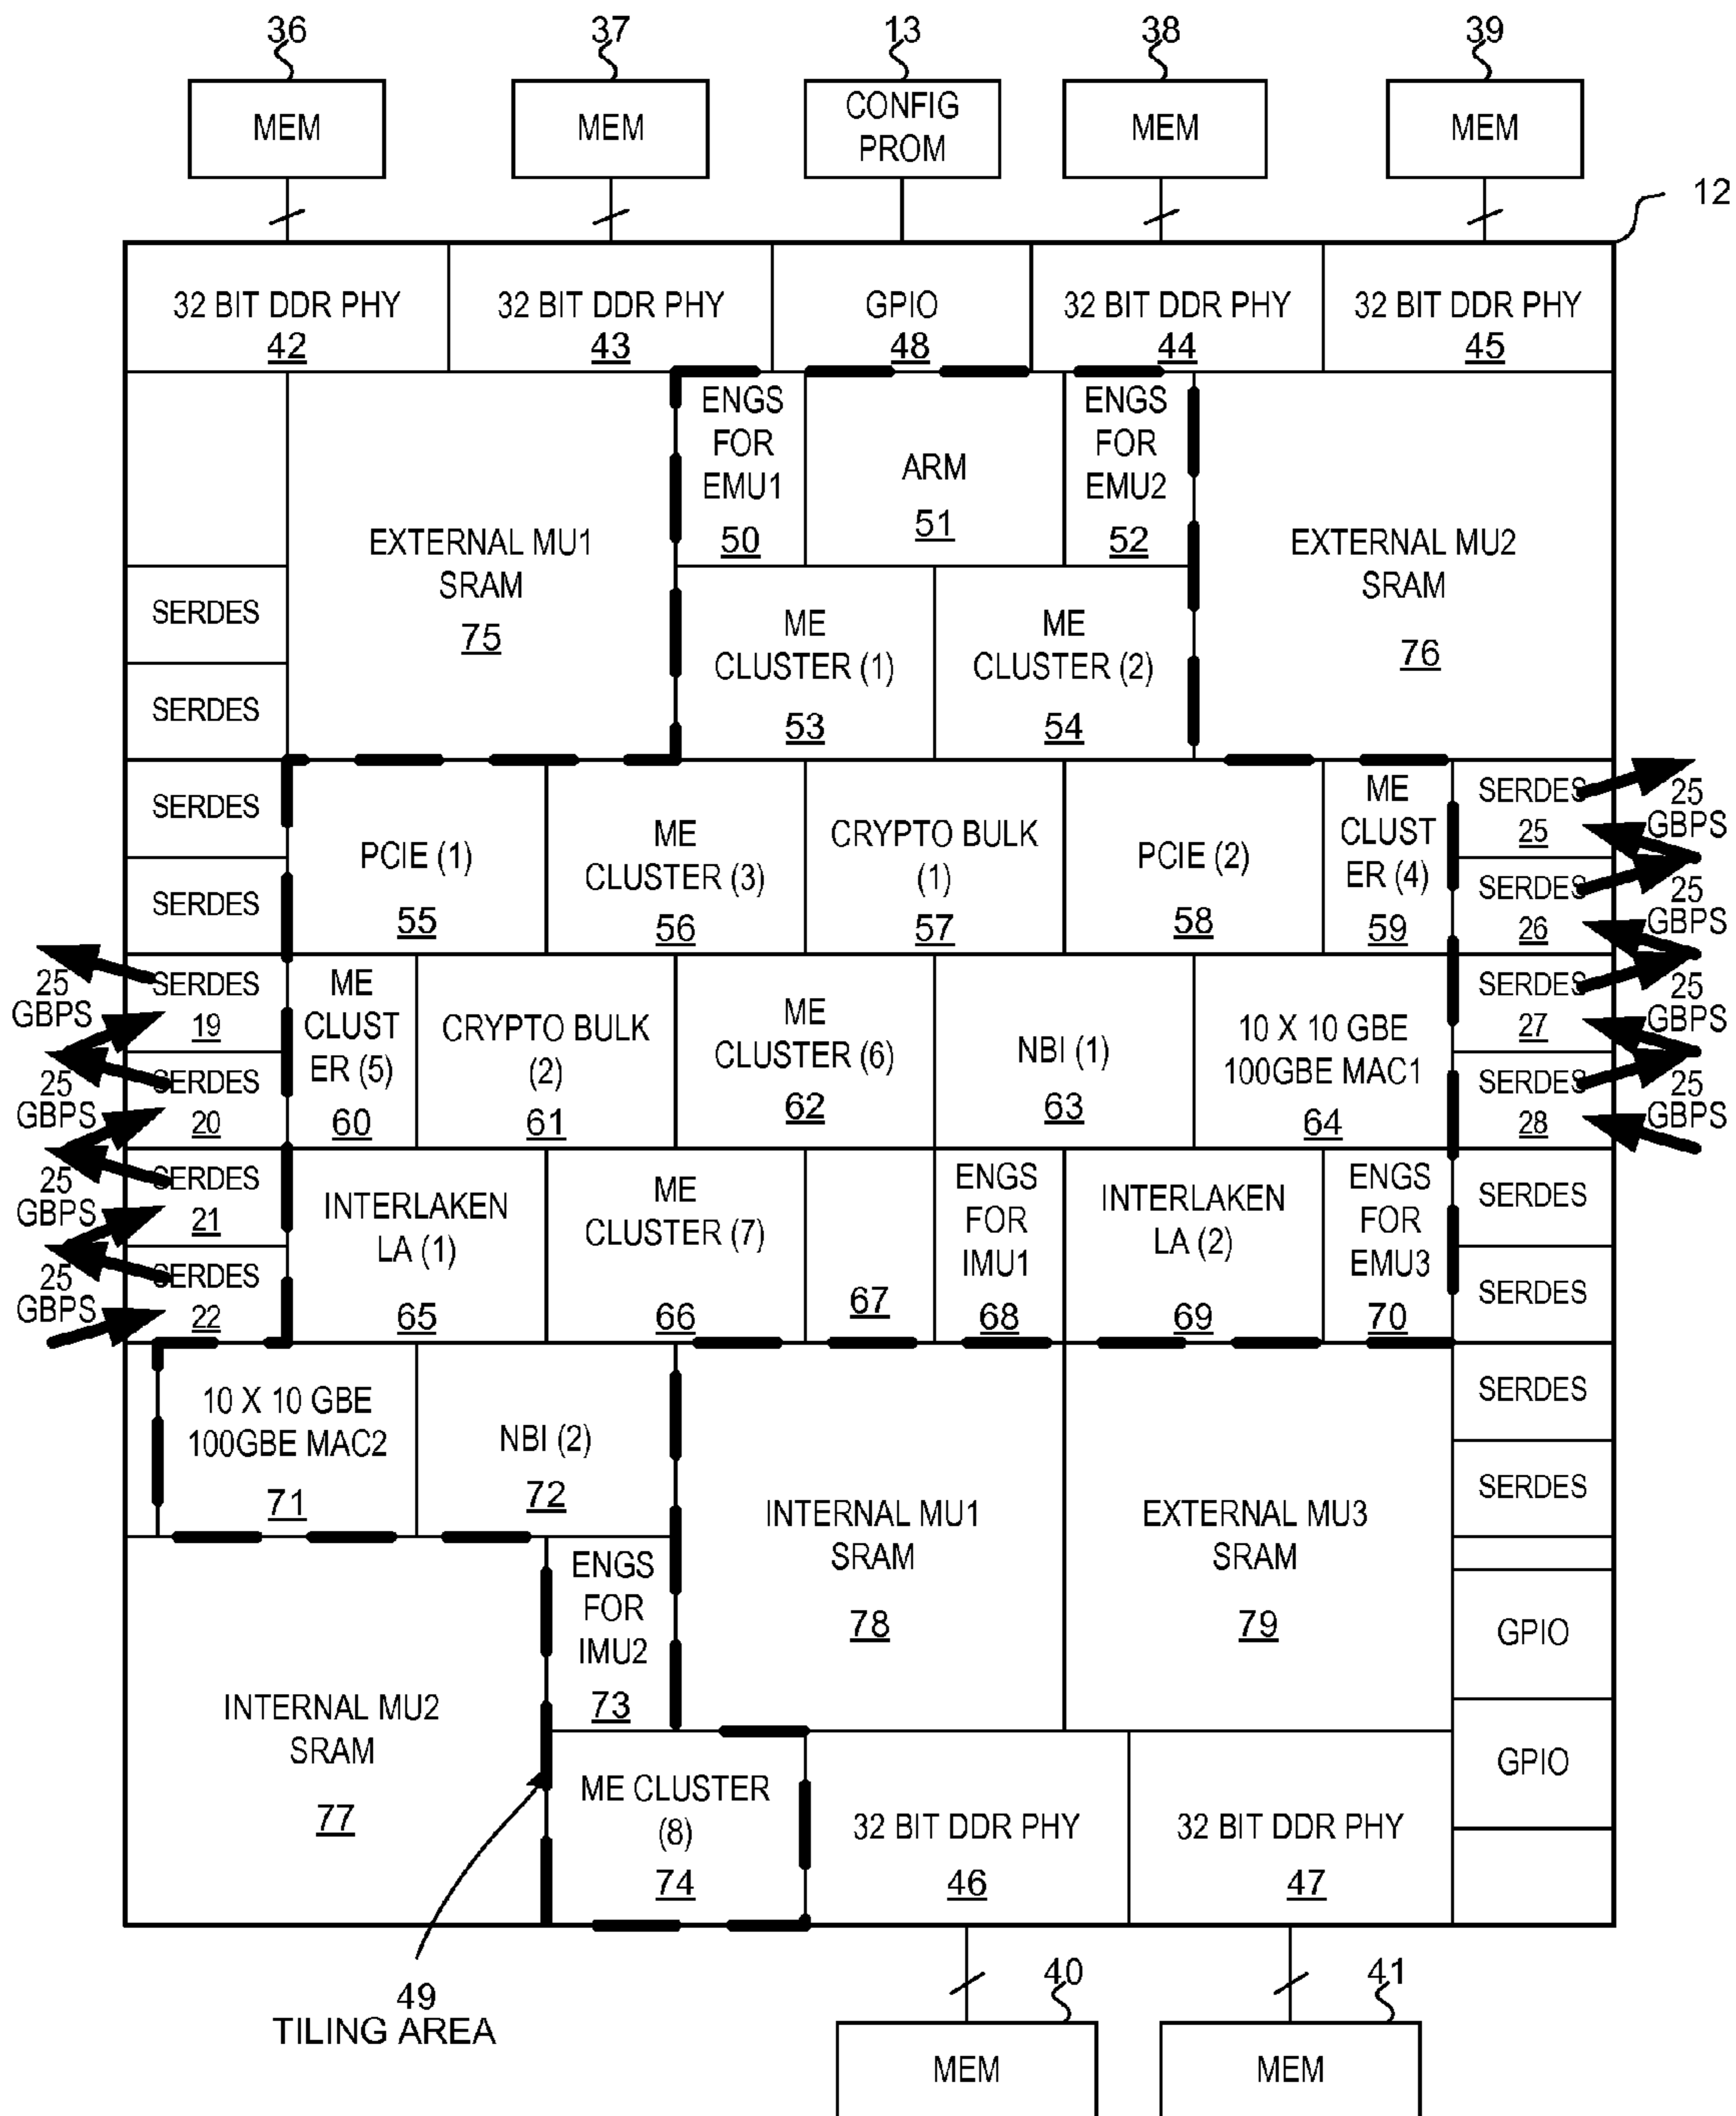 36
37
13
38
39
MEM
MEM
CONFIG
PROM
MEM
MEM
12
32 BIT DDR PHY
42
32 BIT DDR PHY
43
GPIO
48
32 BIT DDR PHY
44
32 BIT DDR PHY
45
EXTERNAL MU1
SRAM
75
ENGS
FOR
EMU1
50
ARM
51
ENGS
FOR
EMU2
52
EXTERNAL MU2
SRAM
76
SERDES
SERDES
ME
CLUSTER (1)
53
ME
CLUSTER (2)
54
SERDES
SERDES
PCIE (1)
55
ME
CLUSTER (3)
56
CRYPTO BULK
(1)
57
PCIE (2)
58
ME
CLUST
ER (4)
59
SERDES
25
25
GBPS
SERDES
26
25
GBPS
25
GBPS
SERDES
19
25
GBPS
SERDES
20
ME
CLUST
ER (5)
60
CRYPTO BULK
(2)
61
ME
CLUSTER (6)
62
NBI (1)
63
10 X 10 GBE
100GBE MAC1
64
SERDES
27
25
GBPS
SERDES
28
25
GBPS
25
GBPS
SERDES
21
25
GBPS
SERDES
22
INTERLAKEN
LA (1)
65
ME
CLUSTER (7)
66
67
ENGS
FOR
IMU1
68
INTERLAKEN
LA (2)
69
ENGS
FOR
EMU3
70
SERDES
SERDES
10 X 10 GBE
100GBE MAC2
71
NBI (2)
72
INTERNAL MU1
SRAM
78
EXTERNAL MU3
SRAM
79
SERDES
SERDES
ENGS
FOR
IMU2
73
GPIO
GPIO
INTERNAL MU2
SRAM
77
ME CLUSTER
(8)
74
32 BIT DDR PHY
46
32 BIT DDR PHY
47
49
TILING AREA
40
41
MEM
MEM